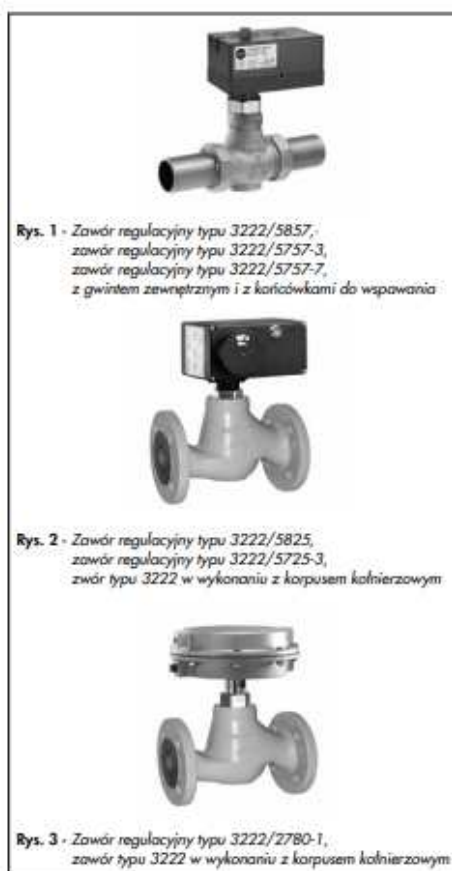 Rys. 1 - Zawór regulacyjny typu 3222/5857,
zawór regulacyjny typu 3222/5757-3,
zawór regulacyjny typu 3222/5757-7,
z gwintem zewnętrznym i z końcówkami do wspawania
Rys. 2 - Zawór regulacyjny typu 3222/5825,
zawór regulacyjny typu 3222/5725-3,
zwór typu 3222 w wykonaniu z korpusem kołnierzowym
Rys. 3 - Zawór regulacyjny typu 3222/2780-1,
zawór typu 3222 w wykonaniu z korpusem kołnierzowym